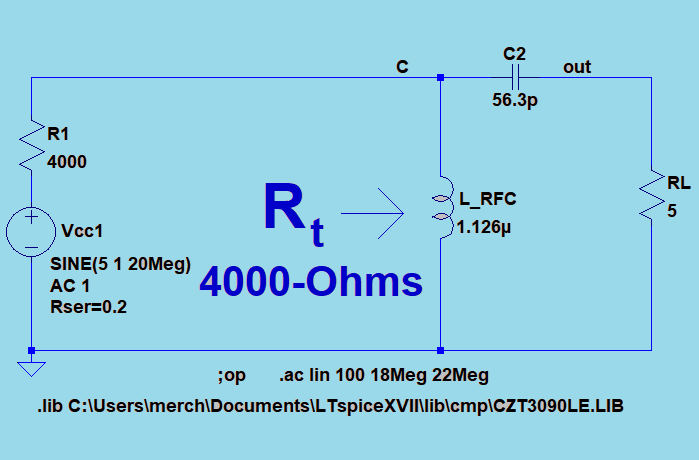 C
C2
out
56.3p
R1
4000
Rt
4000-Ohms
L_RFC
1.126µ
RL
5
+
Vcc1
SINE(5 1 20Meg)
AC 1
Rser=0.2
;op .ac lin 100 18Meg 22Meg
.lib C:\Users\merch\Documents\LTspiceXVII\lib\cmp\CZT3090LE.LIB